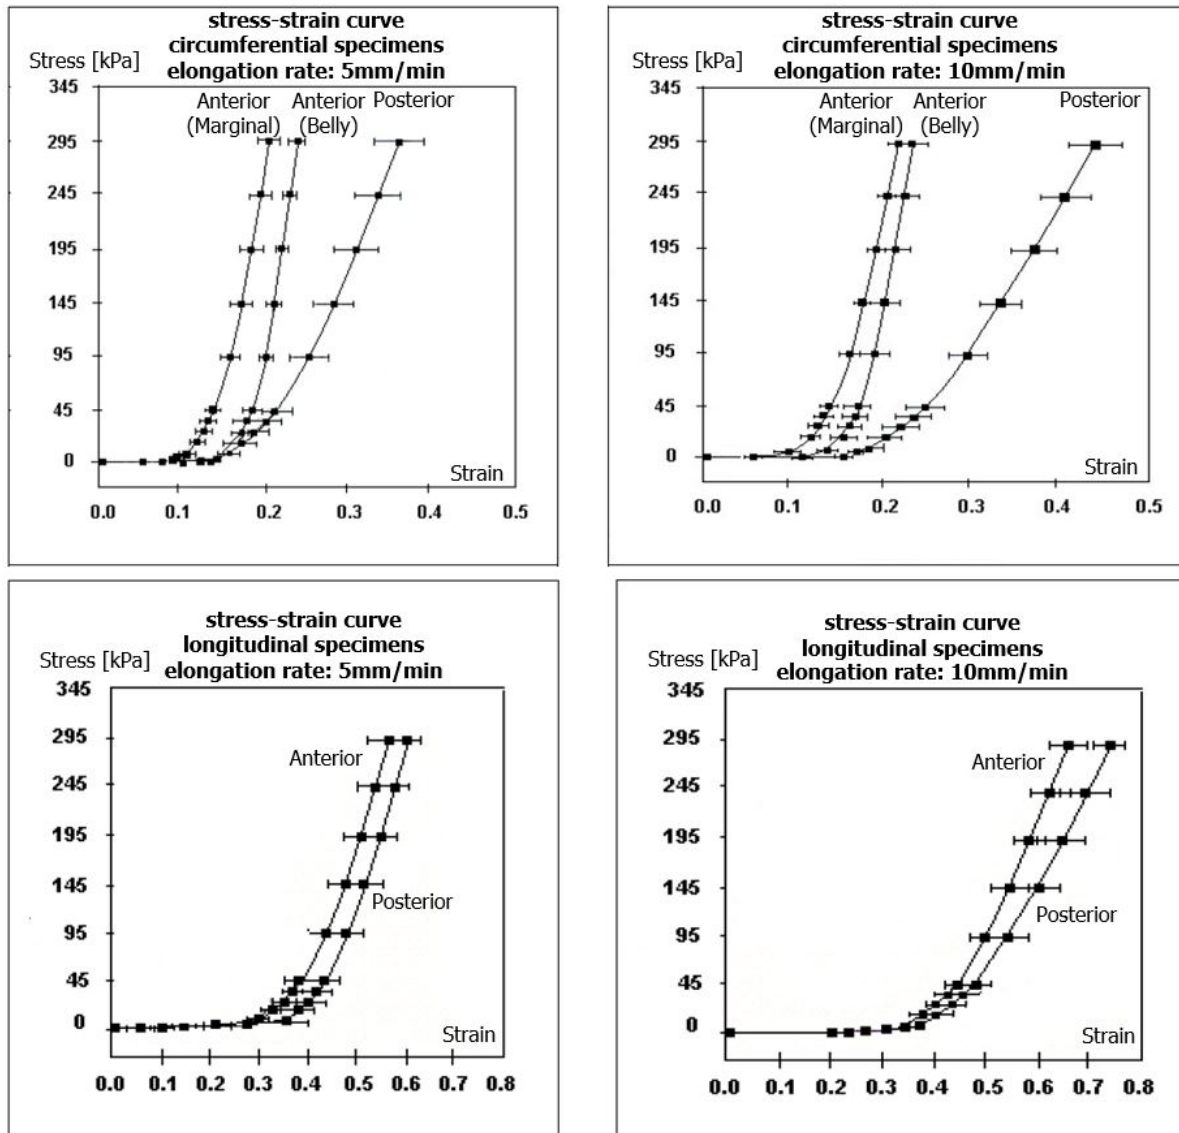 stress-strain curve
circumferential specimens
elongation rate: 5mm/min
Stress [kPa]
345
295
245
195
145
95
45
0
Anterior
(Marginal)
Anterior
(Belly)
Posterior
Strain
0.0 0.1 0.2 0.3 0.4 0.5
stress-strain curve
circumferential specimens
elongation rate: 10mm/min
Stress [kPa]
345
295
245
195
145
95
45
0
Anterior
(Marginal)
Anterior
(Belly)
Posterior
Strain
0.0 0.1 0.2 0.3 0.4 0.5
stress-strain curve
longitudinal specimens
elongation rate: 5mm/min
Stress [kPa]
345
295
245
195
145
95
45
0
Anterior
Posterior
Strain
0.0 0.1 0.2 0.3 0.4 0.5 0.6 0.7 0.8
stress-strain curve
longitudinal specimens
elongation rate: 10mm/min
Stress [kPa]
345
295
245
195
145
95
45
0
Anterior
Posterior
Strain
0.0 0.1 0.2 0.3 0.4 0.5 0.6 0.7 0.8